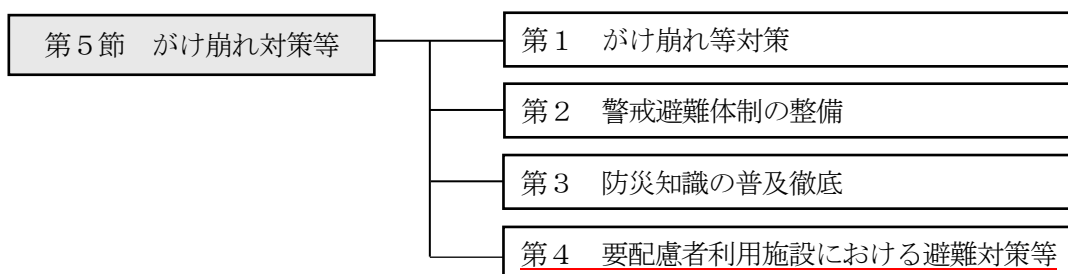 第５節　がけ崩れ対策等
第１　がけ崩れ等対策
第２　警戒避難体制の整備
第３　防災知識の普及徹底
第４　要配慮者利用施設における避難対策等